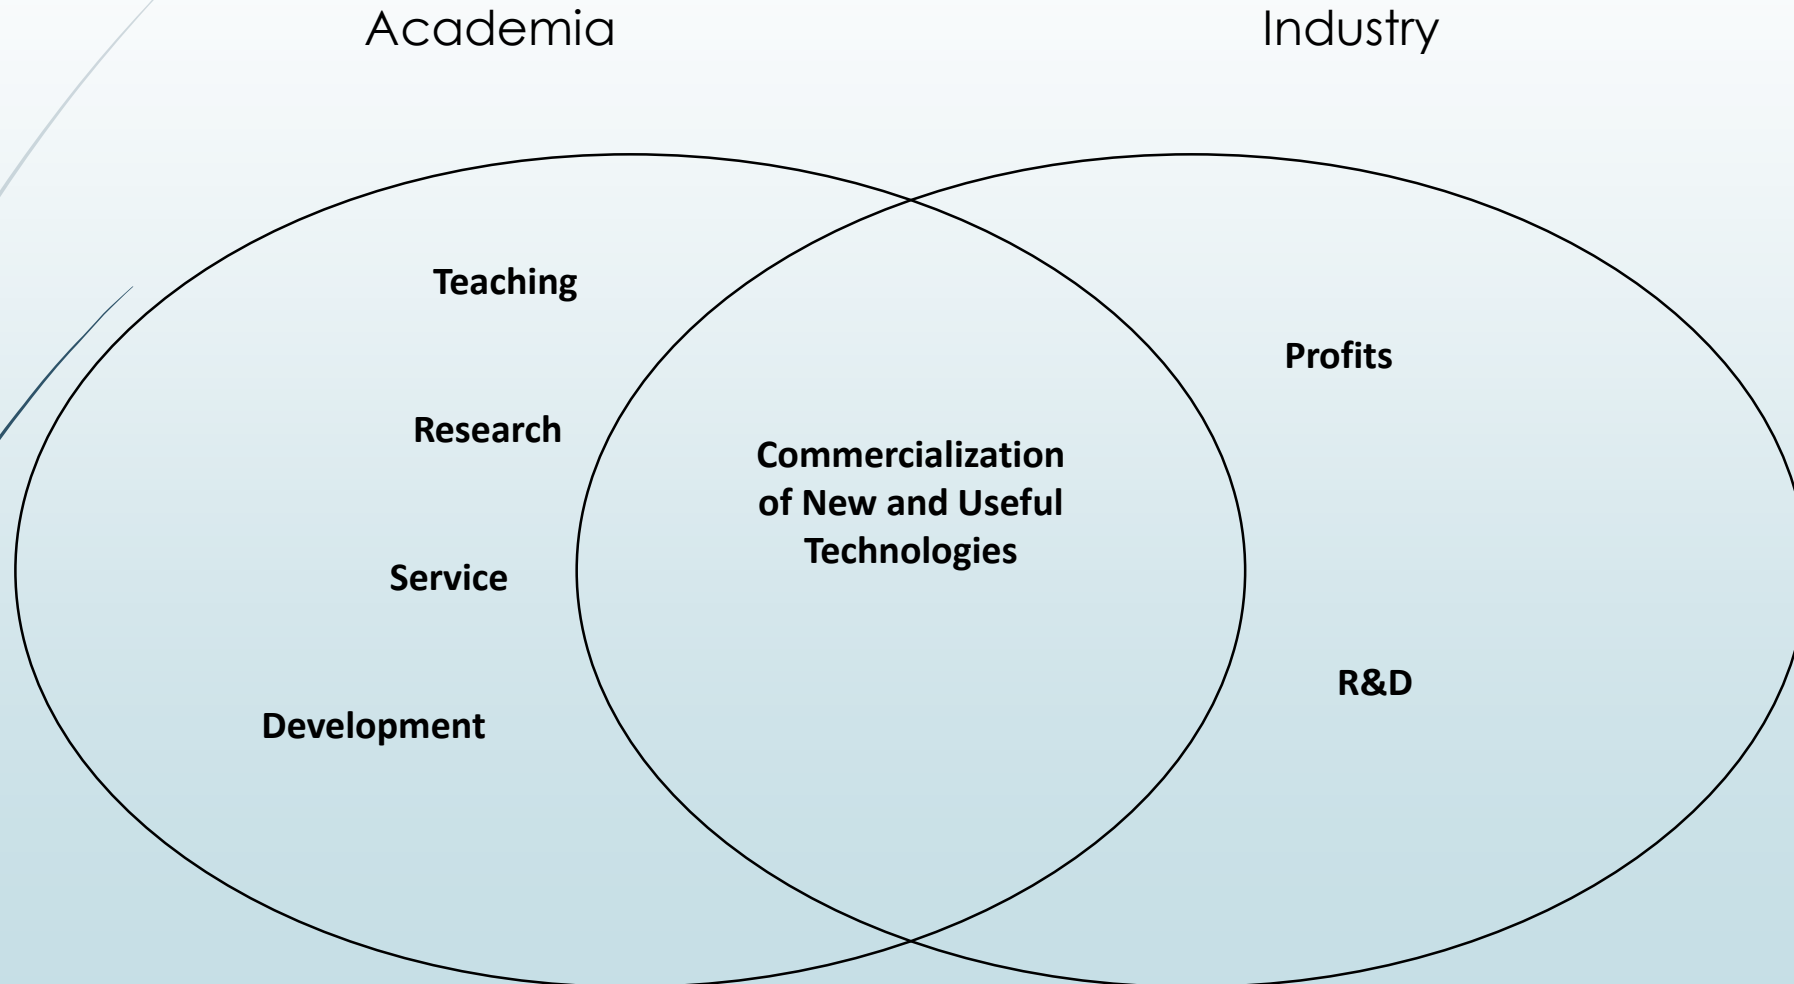 Academia
Industry
Teaching
Research
Service
Development
Commercialization
of New and Useful
Technologies
Profits
R&D